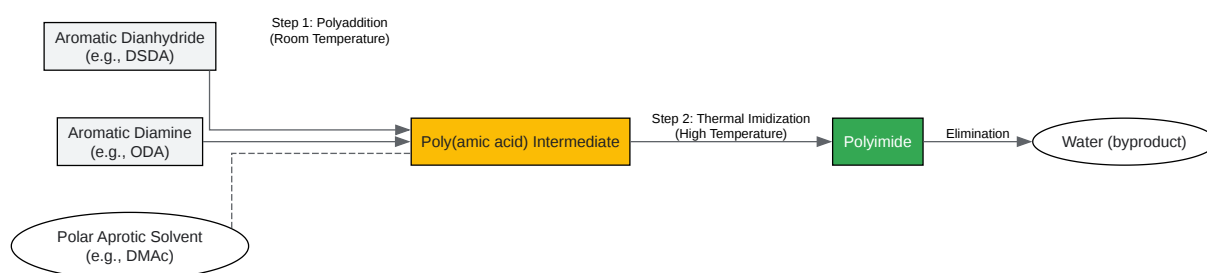 Step 1: Polyaddition
(Room Temperature)
Aromatic Dianhydride
(e.g., DSDA)
Aromatic Diamine
(e.g., ODA)
Poly(amic acid) Intermediate
Step 2: Thermal Imidization
(High Temperature)
Polyimide
Elimination
Water (byproduct)
Polar Aprotic Solvent
(e.g., DMAc)